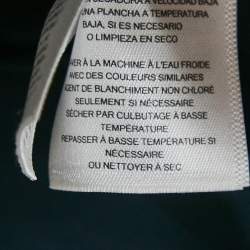 SECADORA A VELOCIDAD BAJA
UNA PLANCHA A TEMPERATURA
BAJA, SI ES NECESARIO
O LIMPIEZA EN SECO
À LA MACHINE À L'EAU FROIDE
AVEC DES COULEURS SIMILAIRES
AGENT DE BLANCHIMENT NON CHLORÉ
SEULEMENT SI NÉCESSAIRE
SÉCHER PAR CULBUTAGE À BASSE
TEMPÉRATURE
REPASSER À BASSE TEMPÉRATURE SI
NÉCESSAIRE
OU NETTOYER À SEC